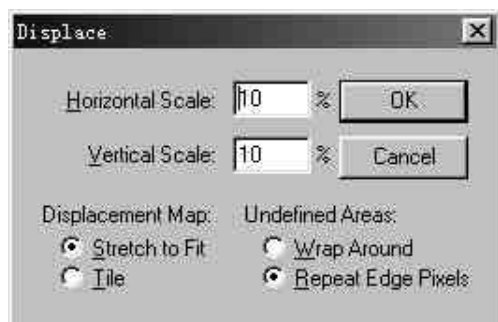 Displace
Horizontal Scale: 10 % OK
Vertical Scale: 10 % Cancel
Displacement Map: Undefined Areas:
Stretch to Fit Wrap Around
Tile Repeat Edge Pixels